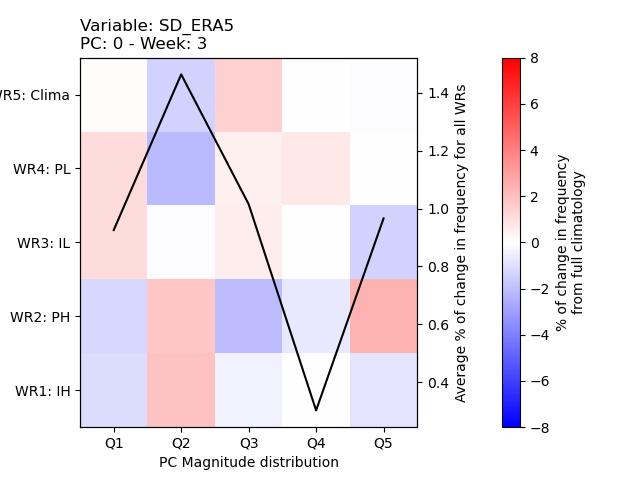 Variable: SD_ERA5
PC: 0 - Week: 3
WR5: Clima
WR4: PL
WR3: IL
WR2: PH
WR1: IH
Q1 Q2 Q3 Q4 Q5
PC Magnitude distribution
1.4
1.2
1.0
0.8
0.6
0.4
Average % of change in frequency for all WRs
8
6
4
2
0
−2
−4
−6
−8
% of change in frequency
from full climatology